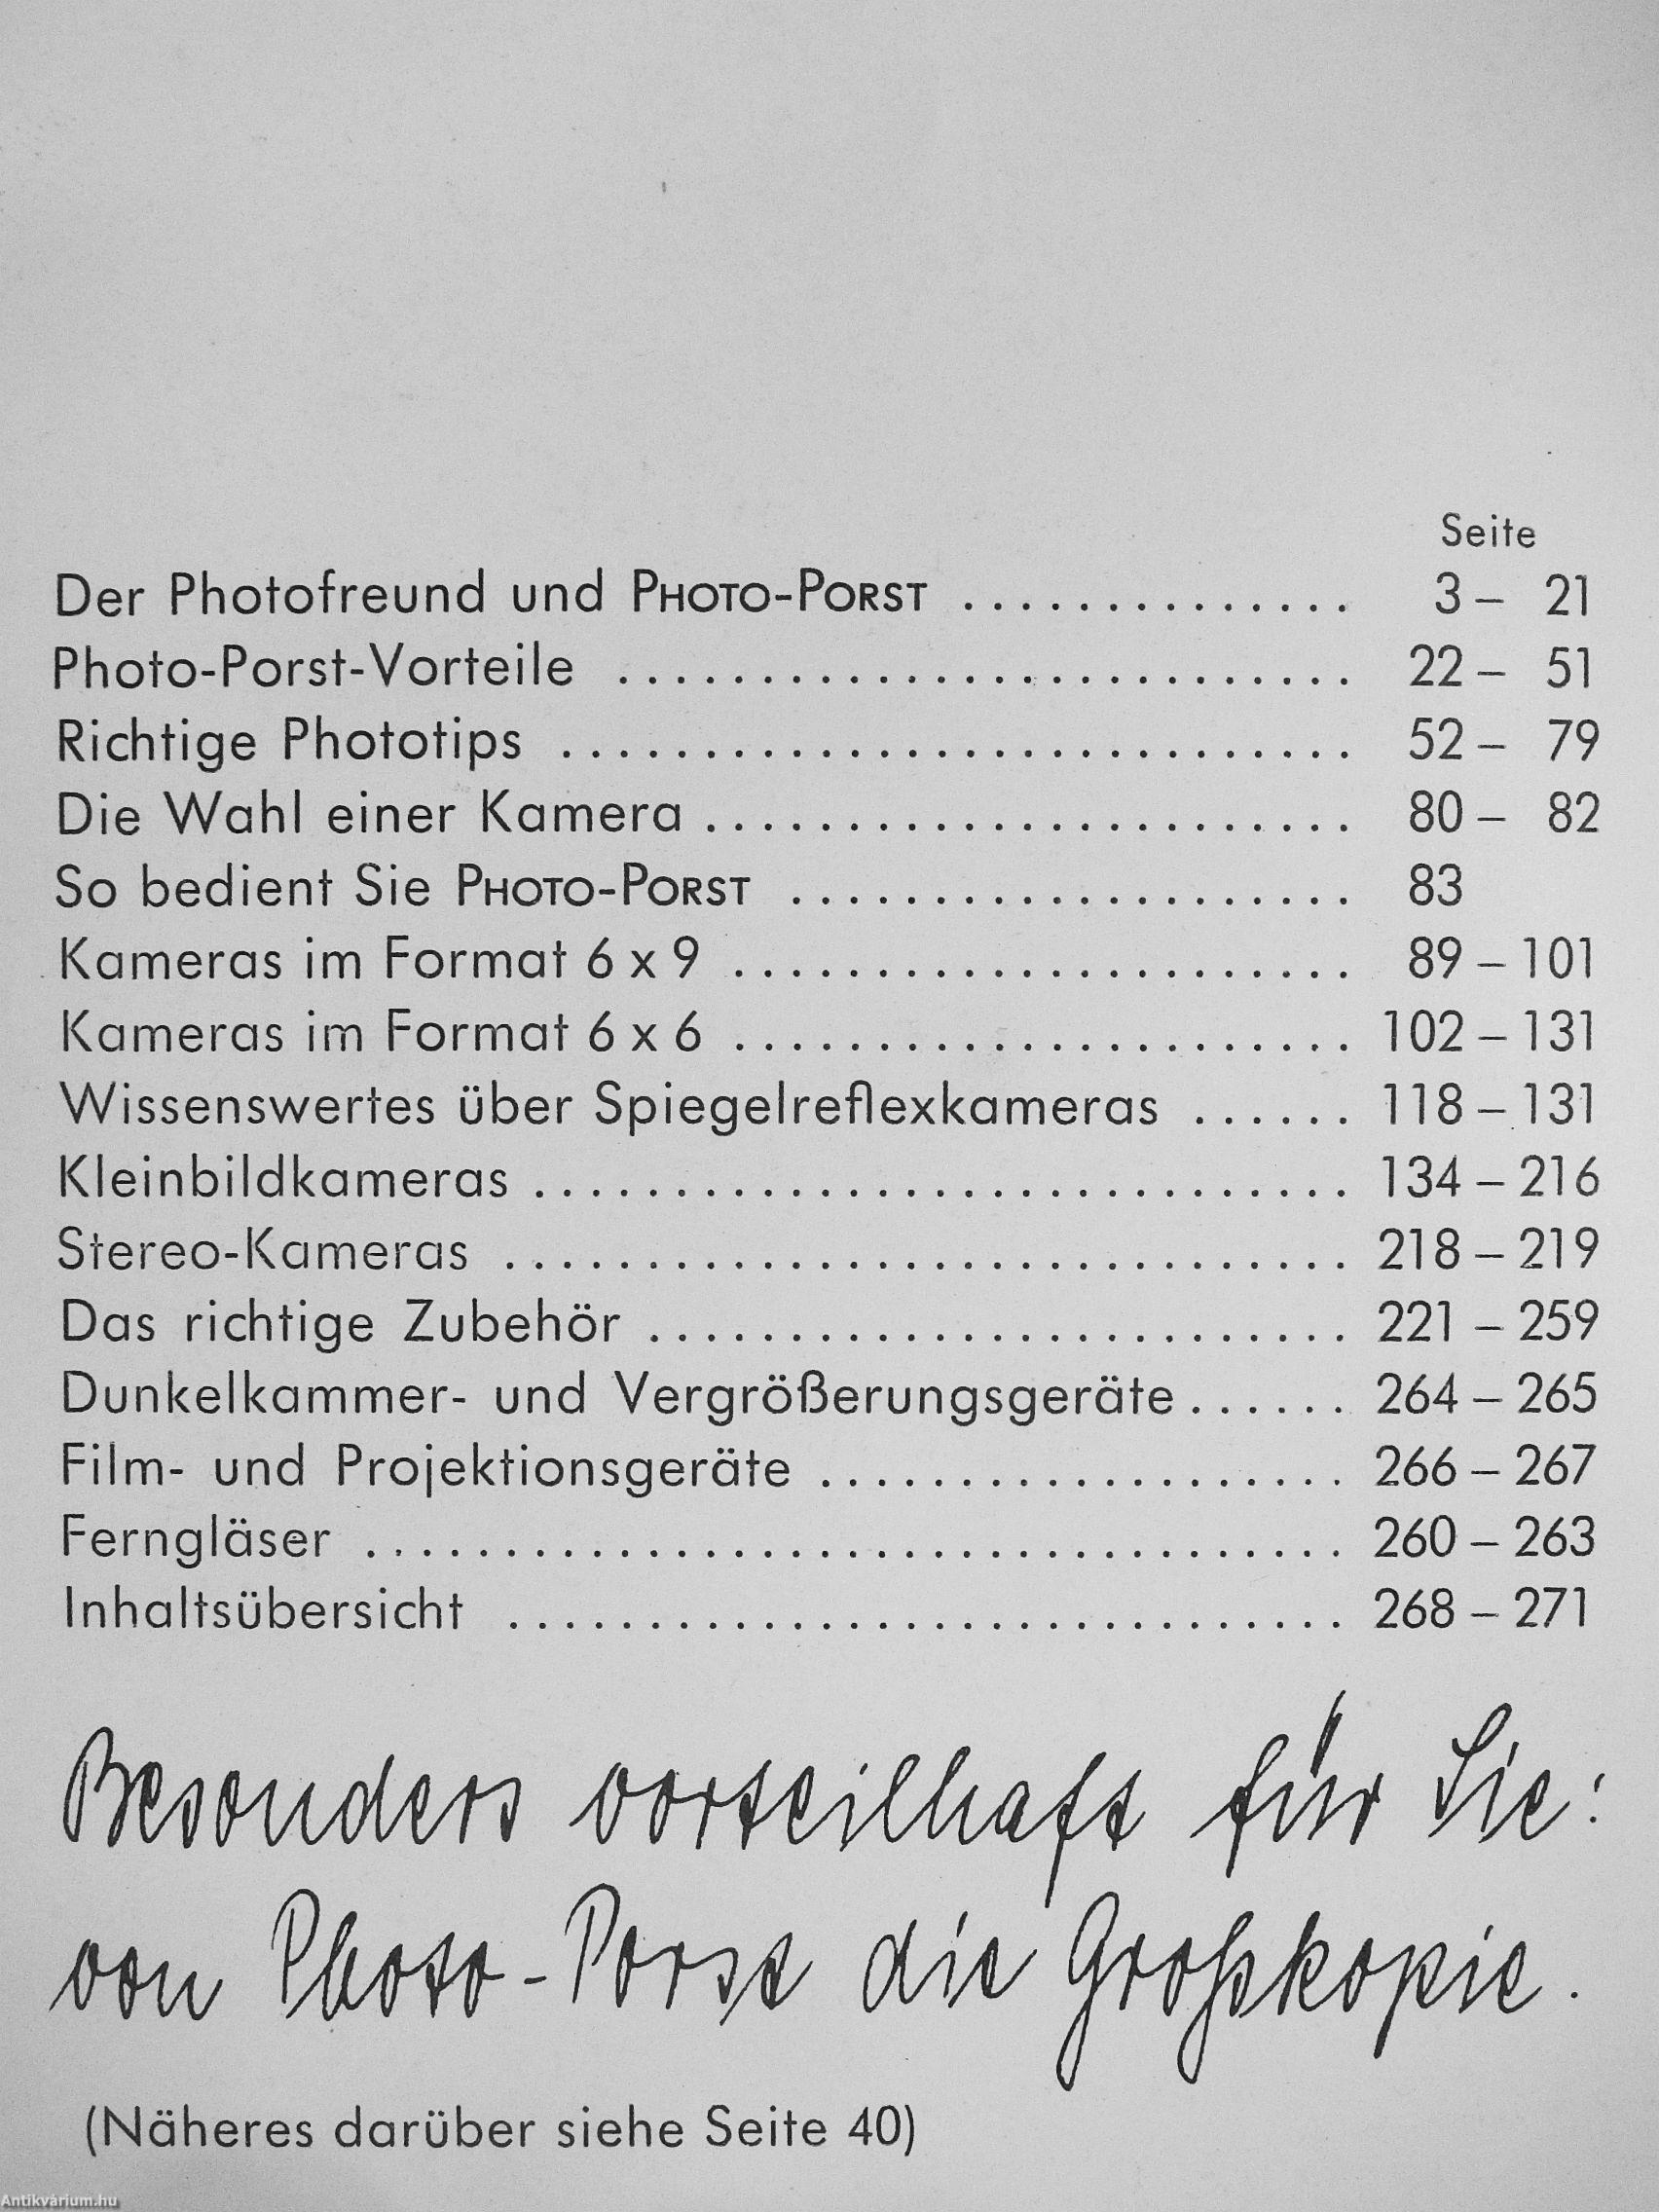 Seite
Der Photofreund und PHOTO-PORST .............. 3 – 21
Photo-Porst-Vorteile .......................... 22 – 51
Richtige Phototips ............................ 52 – 79
Die Wahl einer Kamera ....................... 80 – 82
So bedient Sie PHOTO-PORST .................... 83
Kameras im Format 6 x 9 ...................... 89 – 101
Kameras im Format 6 x 6 ...................... 102 – 131
Wissenswertes über Spiegelreflexkameras ...... 118 – 131
Kleinbildkameras ............................. 134 – 216
Stereo-Kameras .............................. 218 – 219
Das richtige Zubehör ......................... 221 – 259
Dunkelkammer- und Vergrößerungsgeräte ...... 264 – 265
Film- und Projektionsgeräte ................... 266 – 267
Ferngläser ................................... 260 – 263
Inhaltsübersicht .............................. 268 – 271
Besonders vorteilhaft für Sie:
von Photo-Porst die Großkopie.
(Näheres darüber siehe Seite 40)
Antikvárium.hu